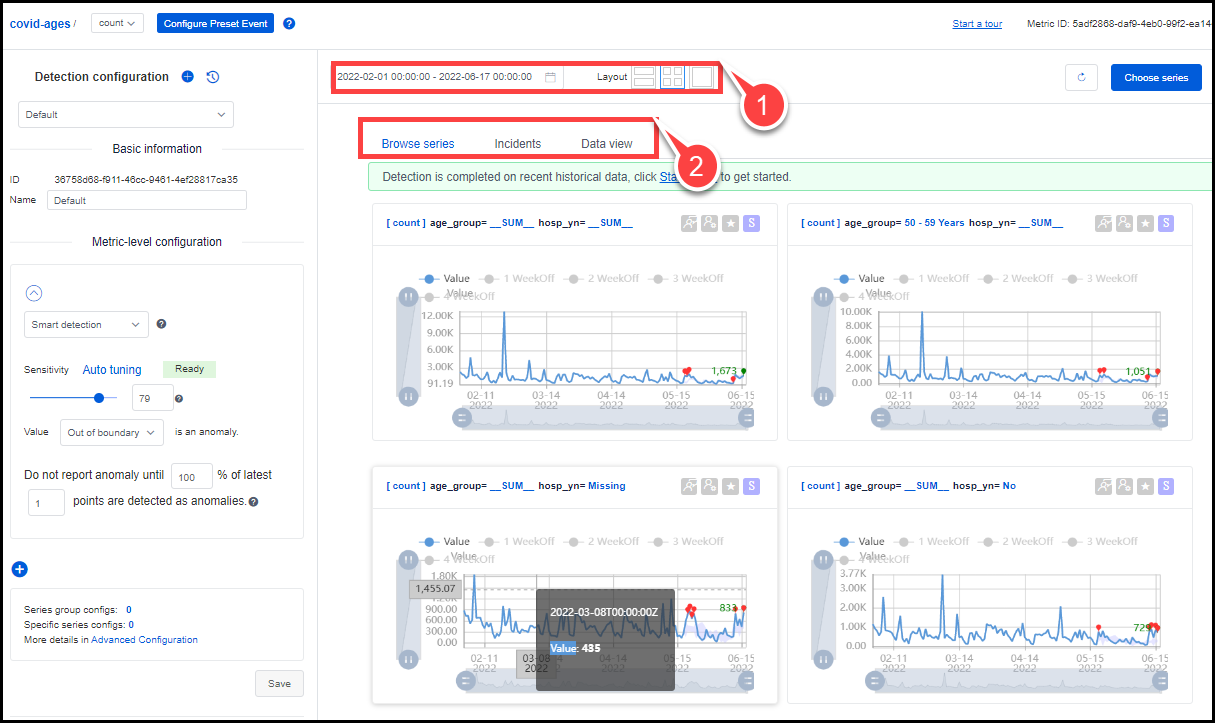 covid-ages / count Configure Preset Event ? Start a tour Metric ID: 5adf2868-daf9-4eb0-99f2-ea14
Detection configuration
2022-02-01 00:00:00 - 2022-06-17 00:00:00 Layout
1
Choose series
Default
Browse series Incidents Data view
2
Basic information
Detection is completed on recent historical data, click Sta to get started.
ID 36758d68-f911-46cc-9461-4ef28817ca35
Name Default
Metric-level configuration
[ count ] age_group= __SUM__ hosp_yn= __SUM__ S
Value 1 WeekOff 2 WeekOff 3 WeekOff
4 WeekOff
Value
12.00K
9.00K
6.00K
3.00K
91.19
1,673
02-11 2022 03-13 2022 04-14 2022 05-15 2022 06-15 2022
[ count ] age_group= 50 - 59 Years hosp_yn= __SUM__ S
Value 1 WeekOff 2 WeekOff 3 WeekOff
4 WeekOff
Value
10.00K
8.00K
6.00K
4.00K
2.00K
0.00
1,051
02-11 2022 03-13 2022 04-14 2022 05-15 2022 06-15 2022
Smart detection ?
Sensitivity Auto tuning Ready
79 ?
Value Out of boundary is an anomaly.
Do not report anomaly until 100 % of latest
1 points are detected as anomalies. ?
Series group configs: 0
Specific series configs: 0
More details in Advanced Configuration
Save
[ count ] age_group= __SUM__ hosp_yn= Missing S
Value 1 WeekOff 2 WeekOff 3 WeekOff
4 WeekOff
Value
1.80K
1,455.07
900.00
600.00
300.00
0.00
2022-03-08T00:00:00Z
Value: 485
833
02-11 2022 03-08 2022 04-14 2022 05-15 2022 06-15 2022
[ count ] age_group= __SUM__ hosp_yn= No S
Value 1 WeekOff 2 WeekOff 3 WeekOff
4 WeekOff
Value
3.77K
3.00K
2.00K
1.00K
0.00
729
02-11 2022 03-13 2022 04-14 2022 05-15 2022 06-15 2022